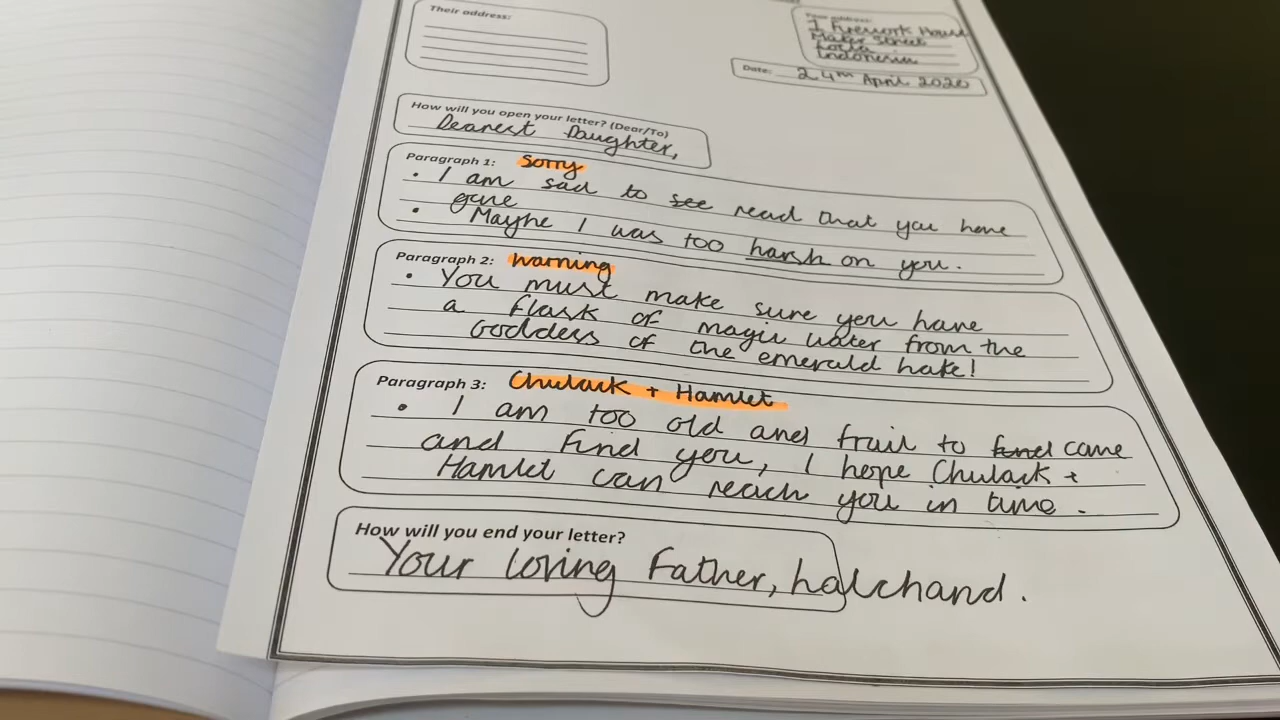 Their address:
Your address:
1 Firework House
Street
Indonesia
Date: 24th April 2020
How will you open your letter? (Dear/To)
Dearest Daughter,
Paragraph 1: Sorry
• I am sad to see read that you have
gone
• Maybe I was too harsh on you.
Paragraph 2: Warning
• You must make sure you have
a flask of magic water from the
Goddess of the emerald lake!
Paragraph 3: Chulack + Hamlet
• I am too old and frail to find come
and find you, I hope Chulack +
Hamlet can reach you in time.
How will you end your letter?
Your loving Father, Lalchand.